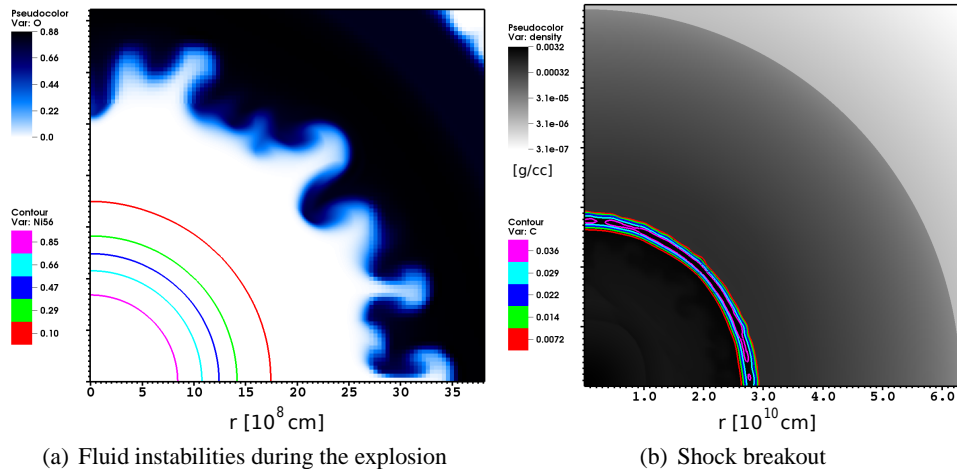 Pseudocolor
Var: O
0.88
0.66
0.44
0.22
0.0
Contour
Var: Ni56
0.85
0.66
0.47
0.29
0.10
0 5 10 15 20 25 30 35
r [10^8 cm]
(a) Fluid instabilities during the explosion
Pseudocolor
Var: density
0.0032
0.00032
3.1e-05
3.1e-06
3.1e-07
[g/cc]
Contour
Var: C
0.036
0.029
0.022
0.014
0.0072
1.0 2.0 3.0 4.0 5.0 6.0
r [10^10 cm]
(b) Shock breakout